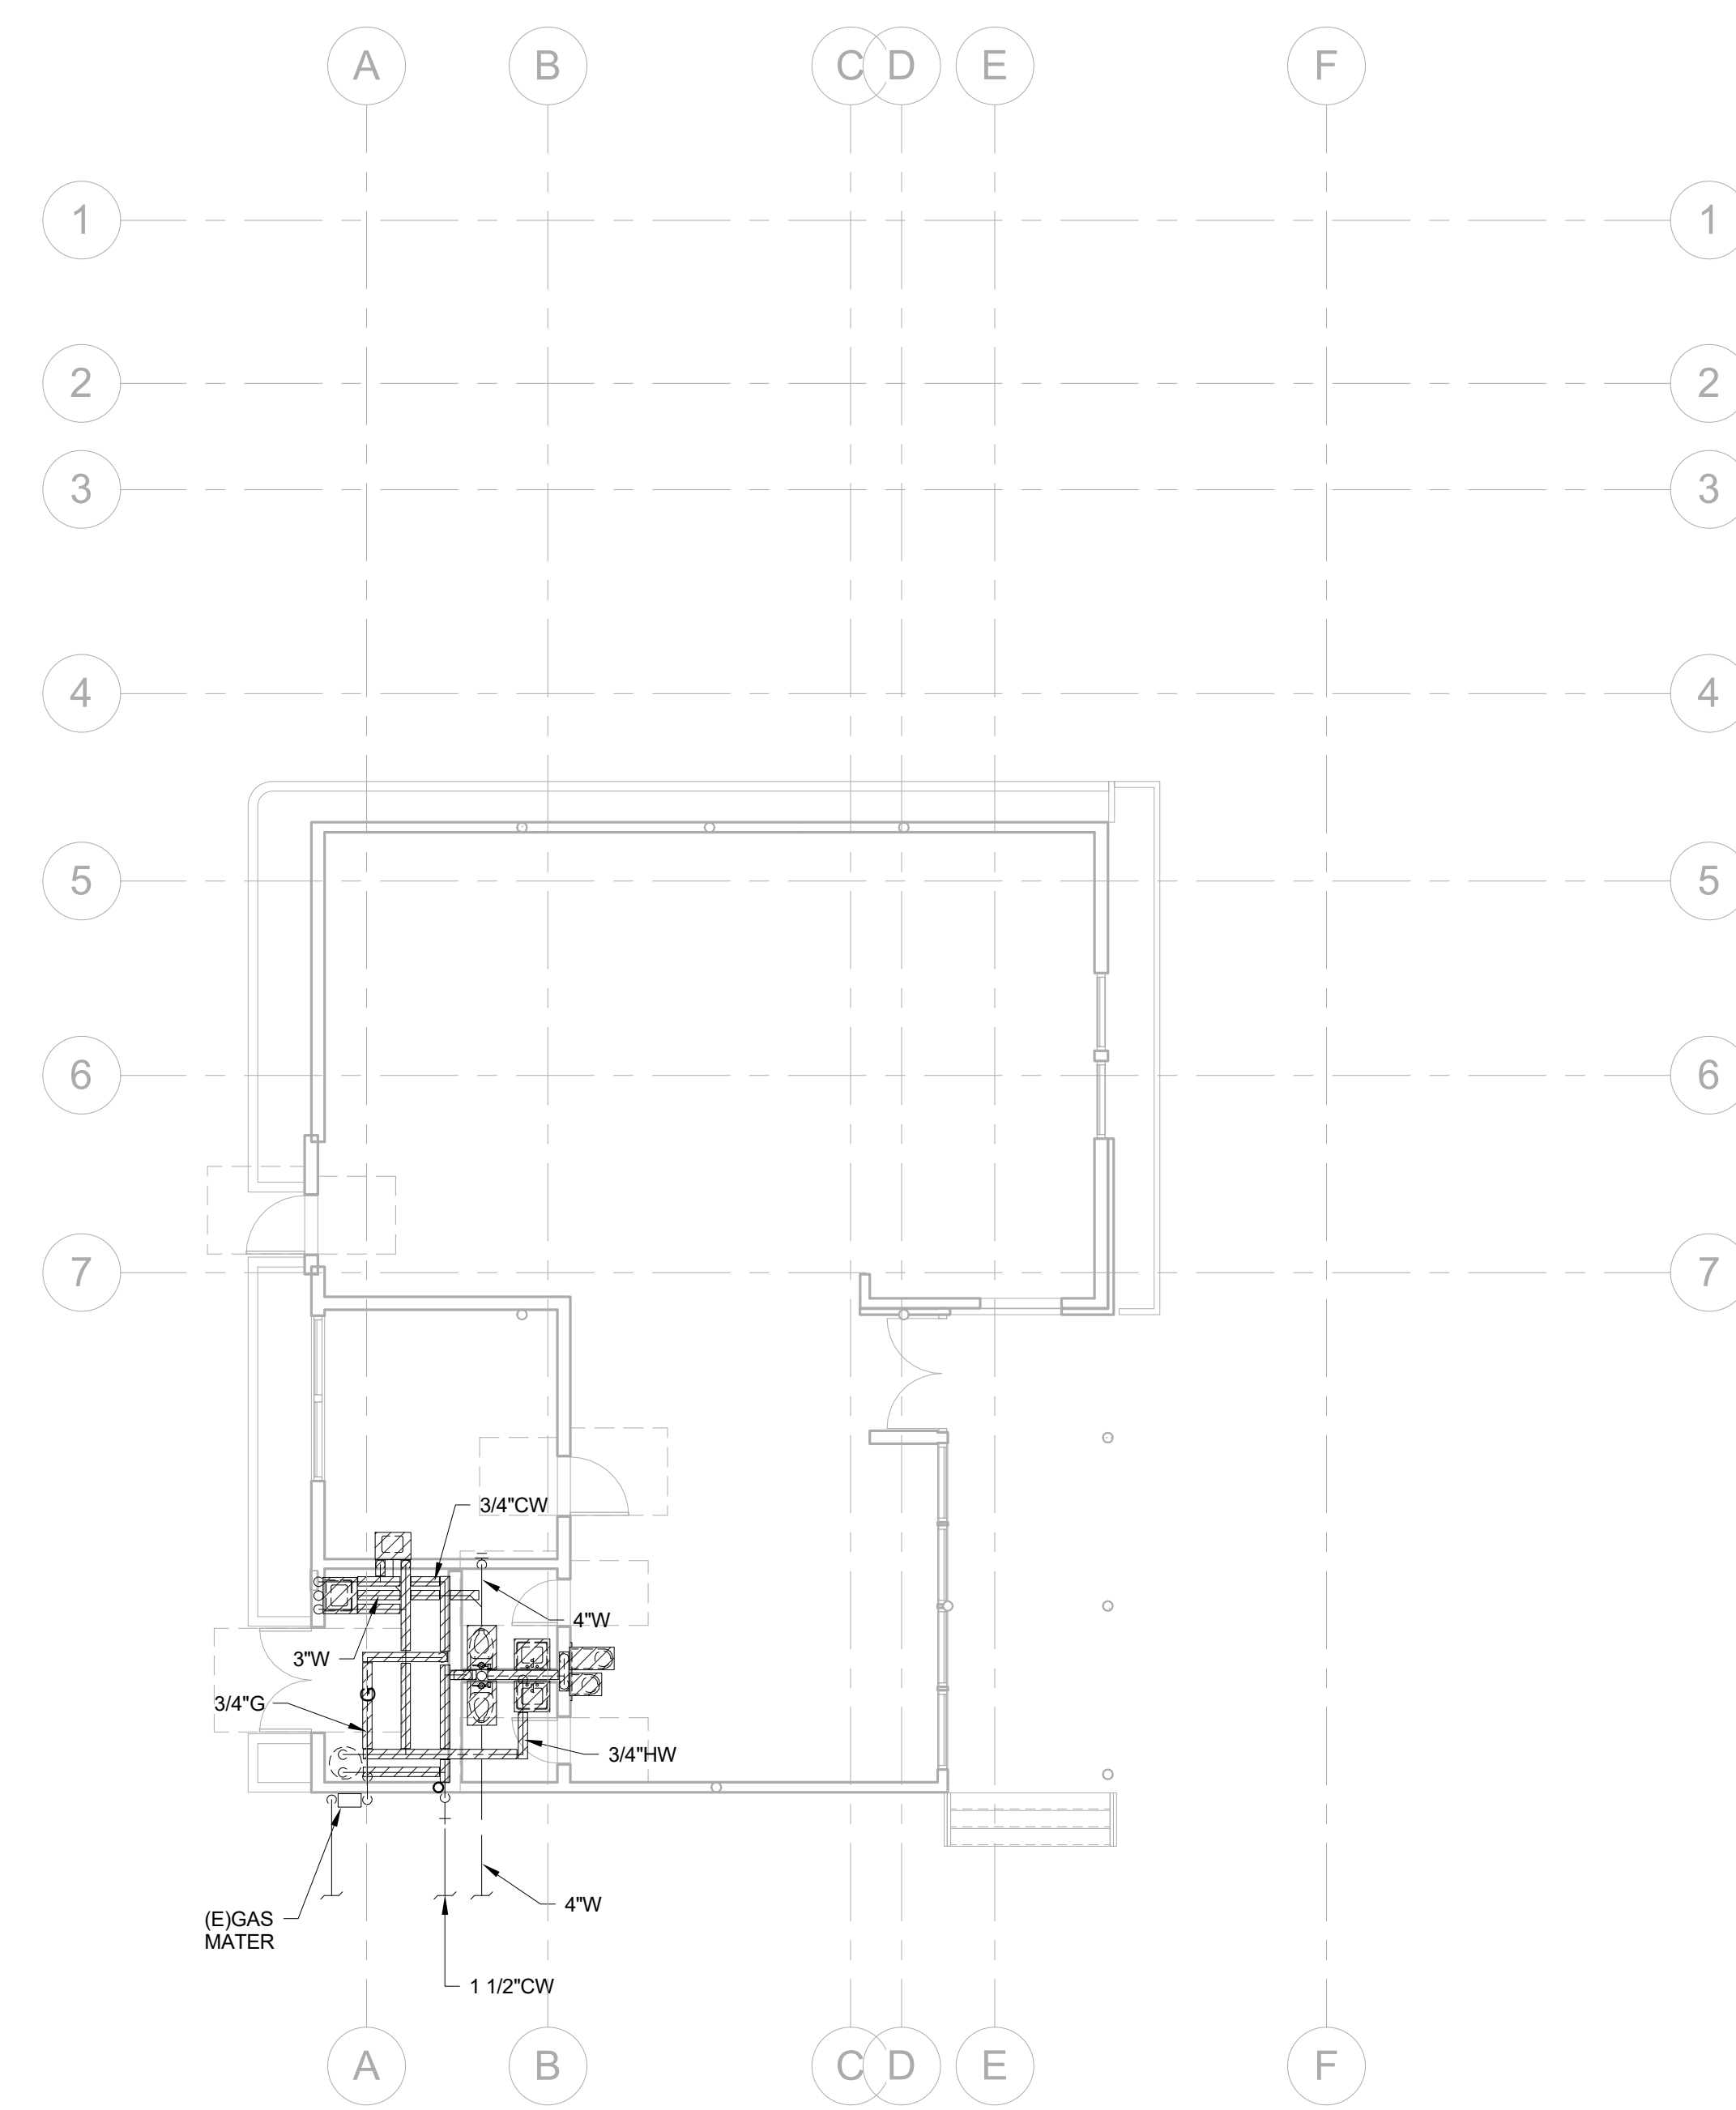 A B C D E F
1 1
2 2
3 3
4 4
5 5
6 6
7 7
3/4"CW
4"W
3"W
G
3/4"G
3/4"HW
4"W
(E)GAS
MATER
1 1/2"CW
A B C D E F